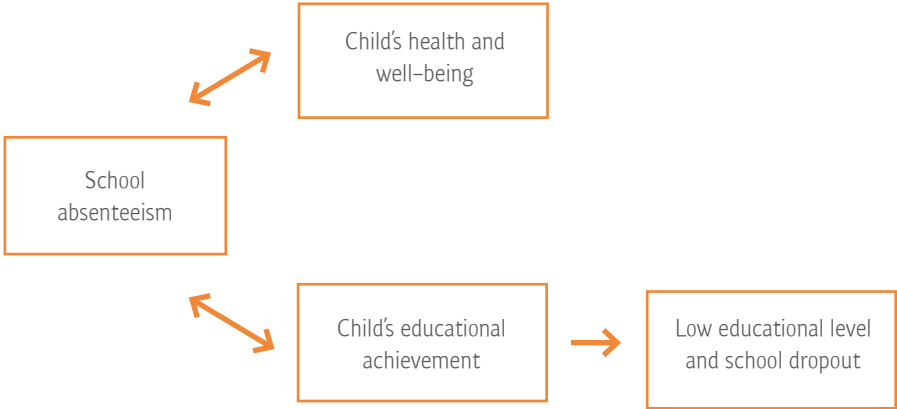 Child's health and
well-being
School
absenteeism
Child's educational
achievement
Low educational level
and school dropout